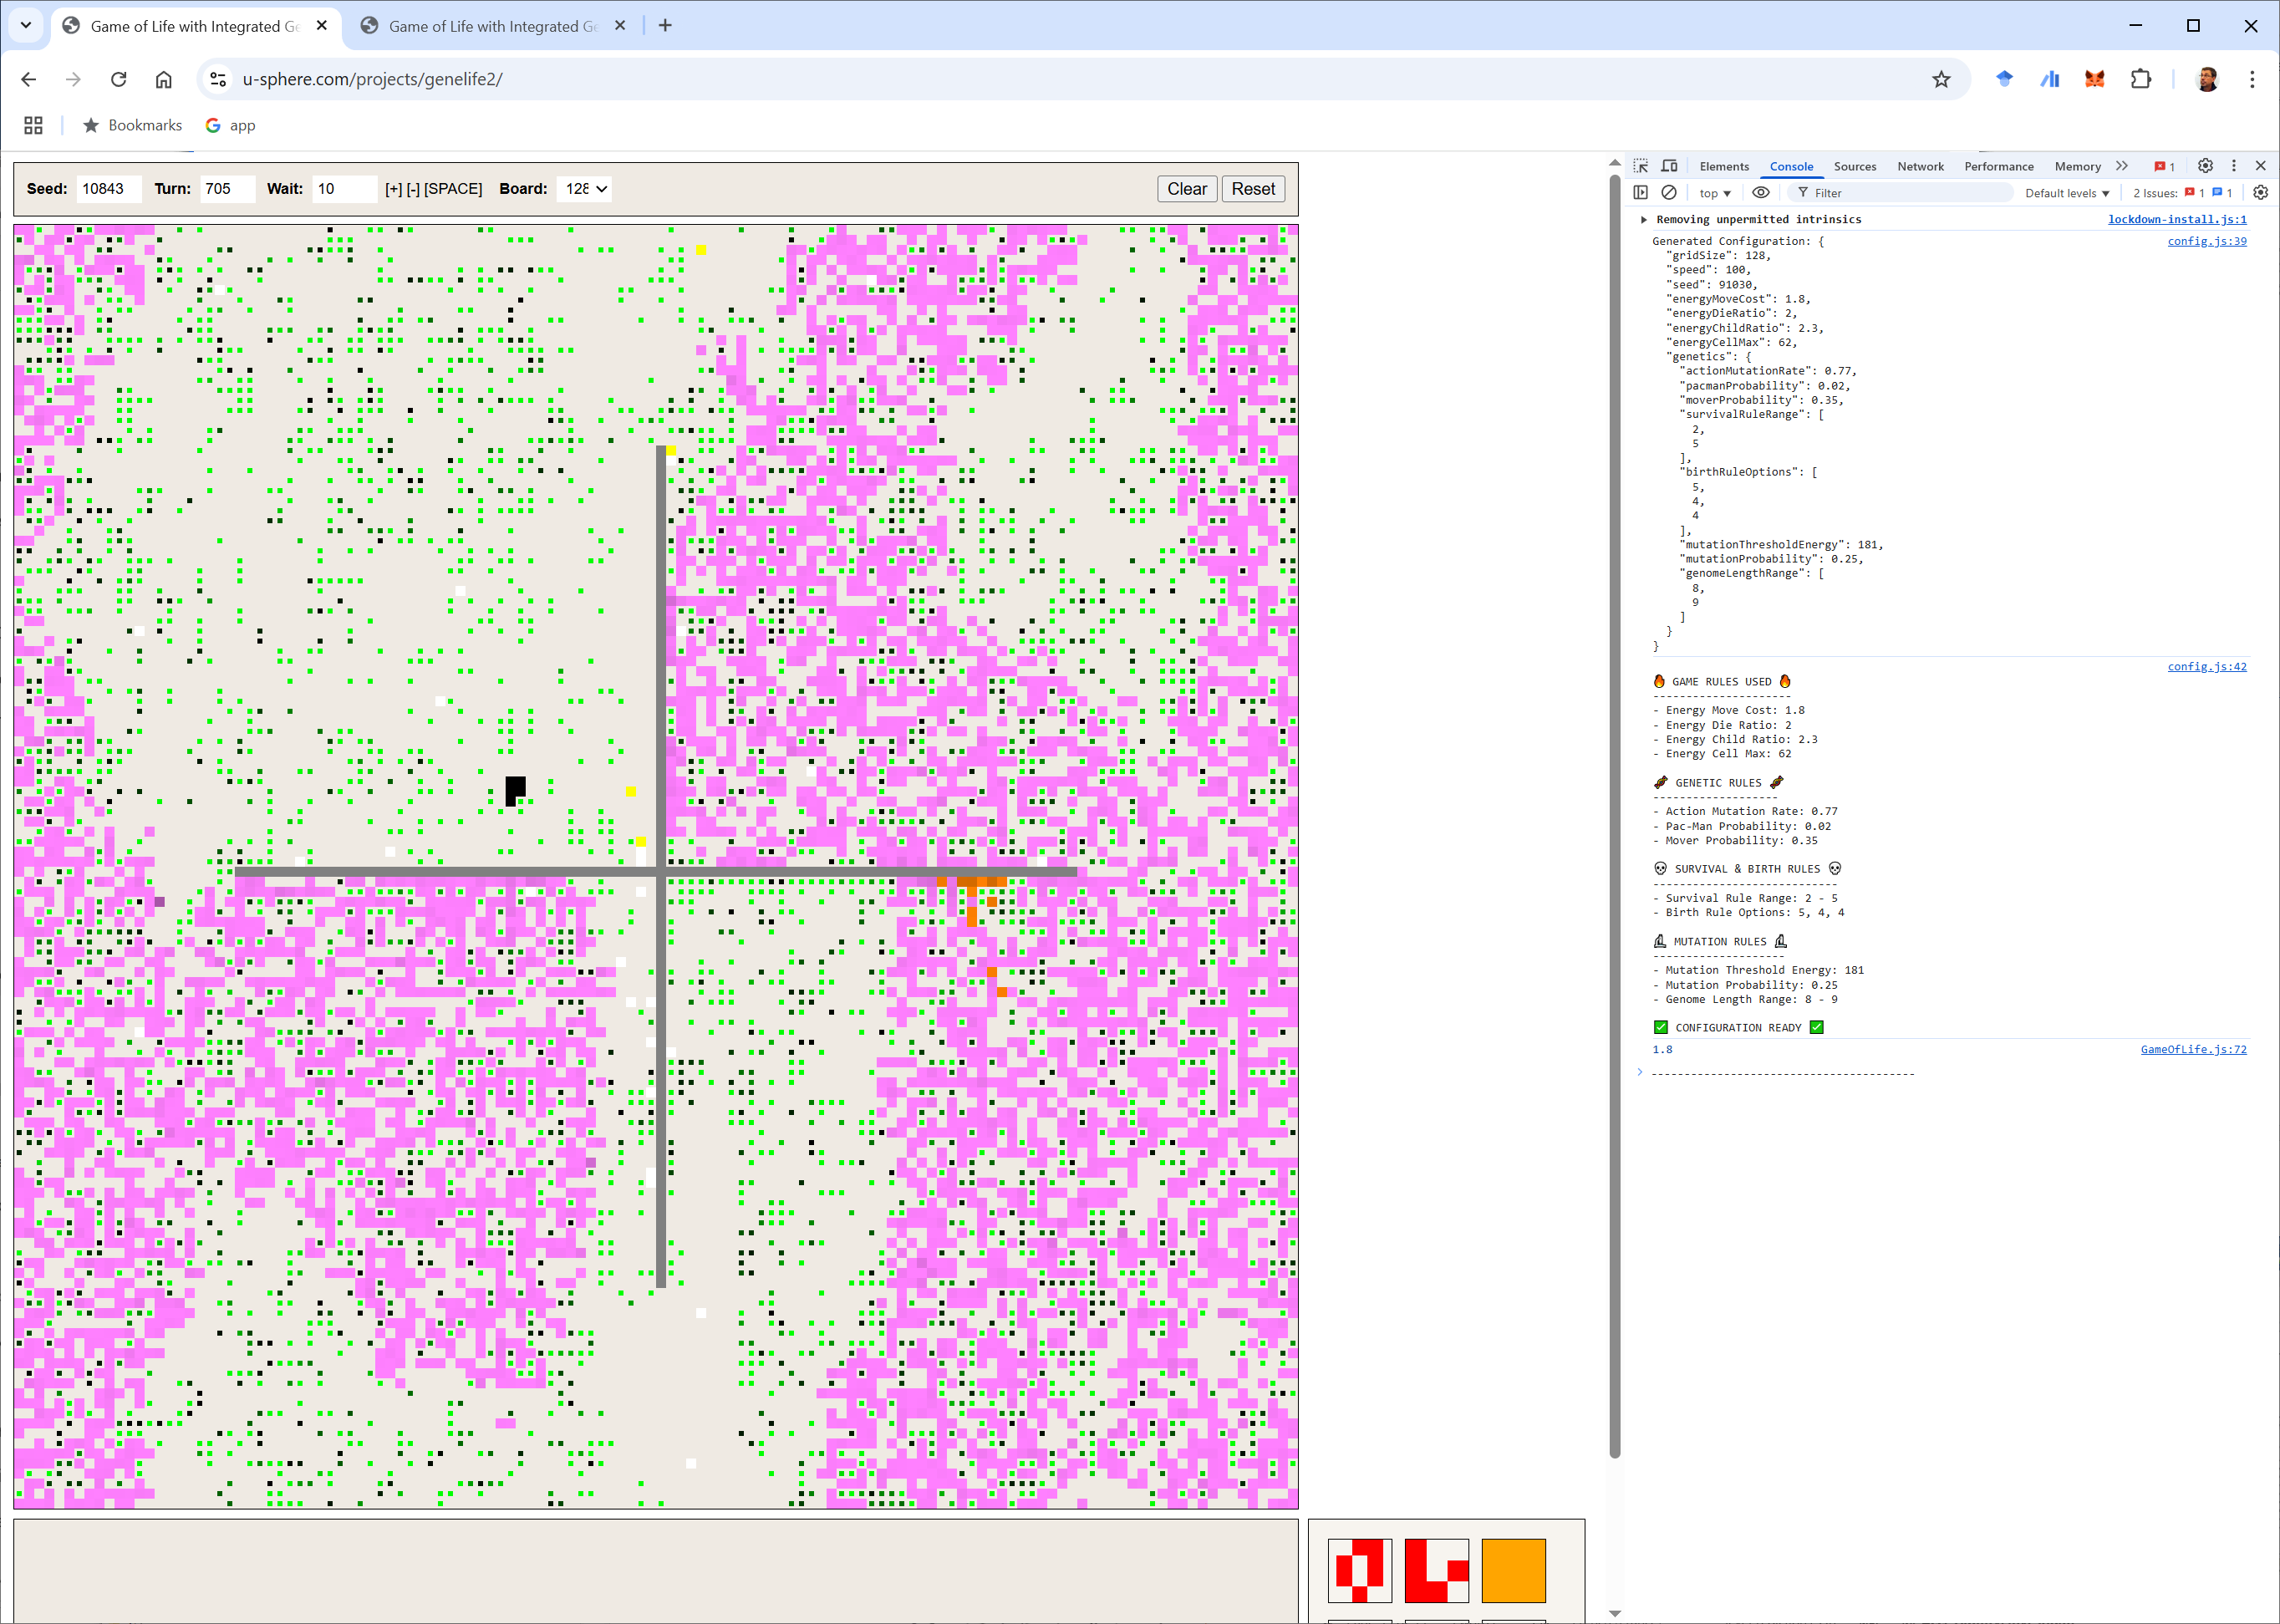 Game of Life with Integrated Ge
Game of Life with Integrated Ge
u-sphere.com/projects/genelife2/
Bookmarks
app
Seed: 10843 Turn: 705 Wait: 10 [+] [-] [SPACE] Board: 128 Clear Reset
Elements Console Sources Network Performance Memory 1
top Filter Default levels 2 Issues: 1 1
Removing unpermitted intrinsics lockdown-install.js:1
Generated Configuration: { config.js:39
"gridSize": 128,
"speed": 100,
"seed": 91030,
"energyMoveCost": 1.8,
"energyDieRatio": 2,
"energyChildRatio": 2.3,
"energyCellMax": 62,
"genetics": {
"actionMutationRate": 0.77,
"pacmanProbability": 0.02,
"moverProbability": 0.35,
"survivalRuleRange": [
2,
5
],
"birthRuleOptions": [
5,
4,
4
],
"mutationThresholdEnergy": 181,
"mutationProbability": 0.25,
"genomeLengthRange": [
8,
9
]
}
}
config.js:42
🔥 GAME RULES USED 🔥
--------------------
- Energy Move Cost: 1.8
- Energy Die Ratio: 2
- Energy Child Ratio: 2.3
- Energy Cell Max: 62
GENETIC RULES
-------------------
- Action Mutation Rate: 0.77
- Pac-Man Probability: 0.02
- Mover Probability: 0.35
💀 SURVIVAL & BIRTH RULES 💀
----------------------------
- Survival Rule Range: 2 - 5
- Birth Rule Options: 5, 4, 4
MUTATION RULES
--------------------
- Mutation Threshold Energy: 181
- Mutation Probability: 0.25
- Genome Length Range: 8 - 9
✅ CONFIGURATION READY ✅
1.8 GameOfLife.js:72
----------------------------------------